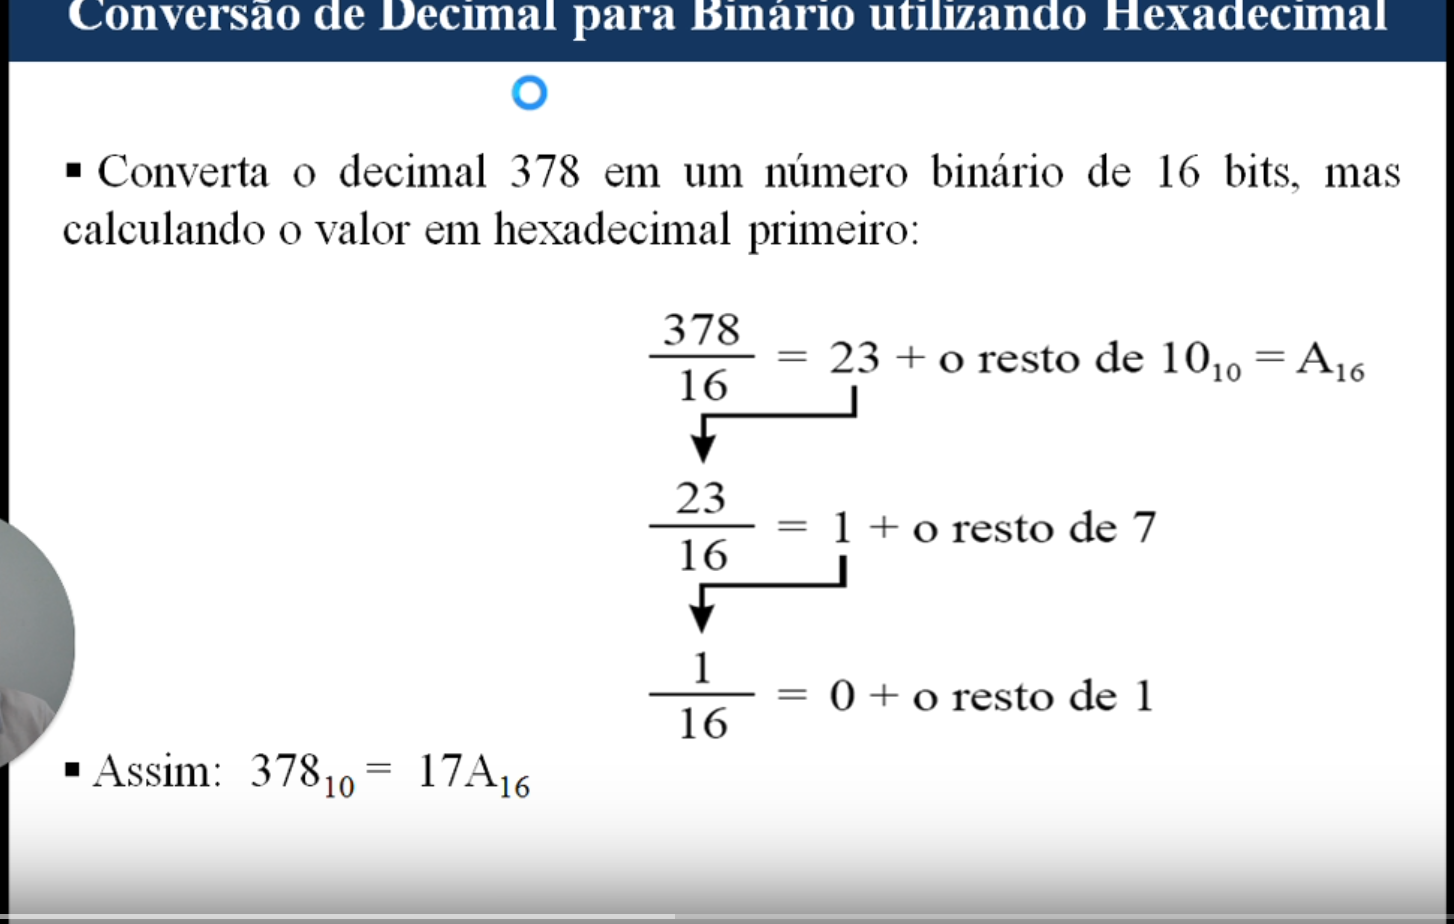 Conversão de Decimal para Binário utilizando Hexadecimal
▪ Converta o decimal 378 em um número binário de 16 bits, mas
calculando o valor em hexadecimal primeiro:
378
16
= 23 + o resto de 10₁₀ = A₁₆
23
16
= 1 + o resto de 7
1
16
= 0 + o resto de 1
▪ Assim: 378₁₀ = 17A₁₆